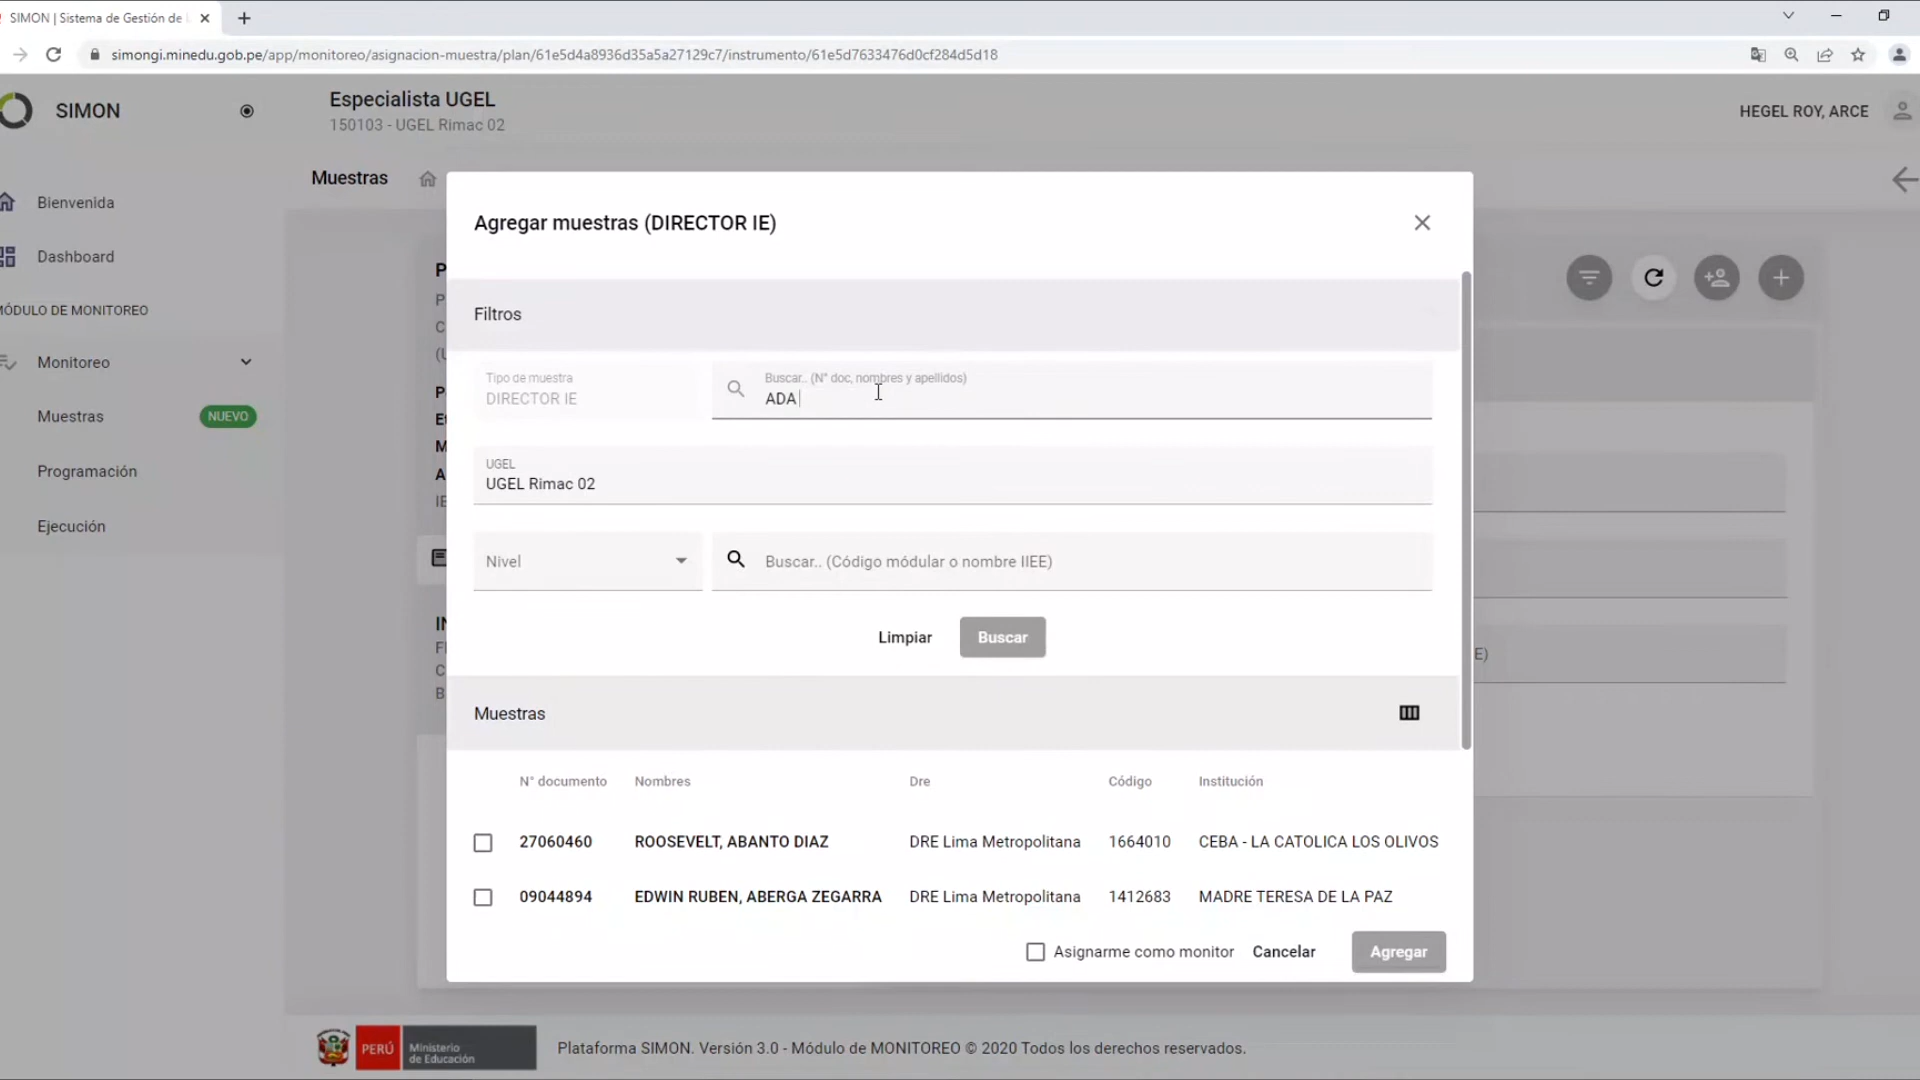 SIMON | Sistema de Gestión de l
simongi.minedu.gob.pe/app/monitoreo/asignacion-muestra/plan/61e5d4a8936d35a5a27129c7/instrumento/61e5d7633476d0cf284d5d18
SIMON
Especialista UGEL
150103 - UGEL Rimac 02
HEGEL ROY, ARCE
Muestras
Bienvenida
Dashboard
MÓDULO DE MONITOREO
Monitoreo
Muestras NUEVO
Programación
Ejecución
Agregar muestras (DIRECTOR IE)
Filtros
Tipo de muestra
DIRECTOR IE
Buscar.. (N° doc, nombres y apellidos)
ADA
UGEL
UGEL Rimac 02
Nivel
Buscar.. (Código módular o nombre IIEE)
Limpiar Buscar
Muestras
N° documento Nombres Dre Código Institución
27060460 ROOSEVELT, ABANTO DIAZ DRE Lima Metropolitana 1664010 CEBA - LA CATOLICA LOS OLIVOS
09044894 EDWIN RUBEN, ABERGA ZEGARRA DRE Lima Metropolitana 1412683 MADRE TERESA DE LA PAZ
Asignarme como monitor Cancelar Agregar
PERÚ Ministerio
de Educación
Plataforma SIMON. Versión 3.0 - Módulo de MONITOREO © 2020 Todos los derechos reservados.